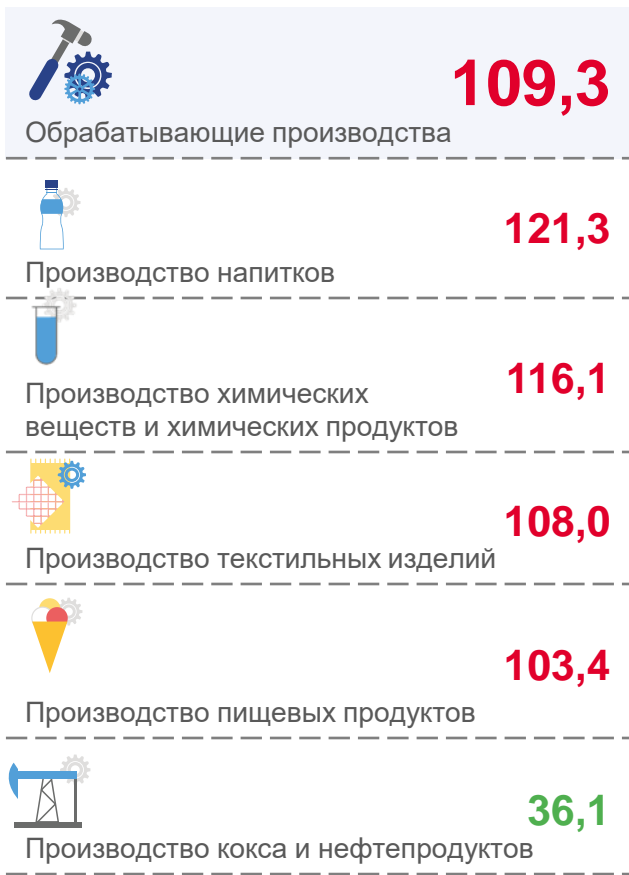 109,3
Обрабатывающие производства
121,3
Производство напитков
116,1
Производство химических
веществ и химических продуктов
108,0
Производство текстильных изделий
103,4
Производство пищевых продуктов
36,1
Производство кокса и нефтепродуктов